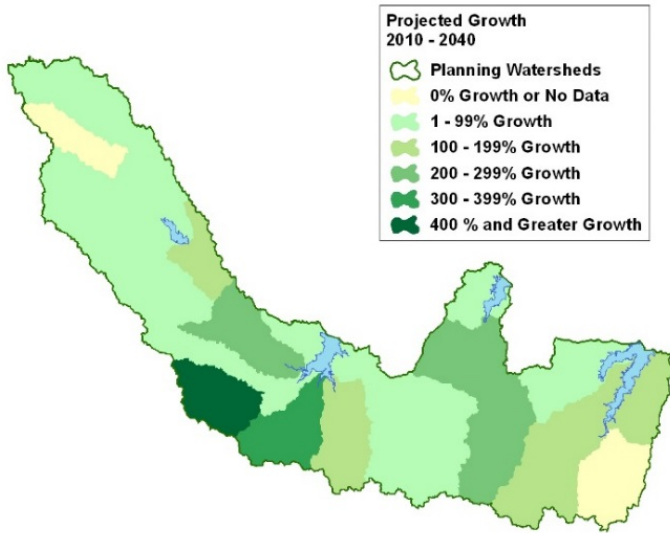 Projected Growth
2010 - 2040
Planning Watersheds
0% Growth or No Data
1 - 99% Growth
100 - 199% Growth
200 - 299% Growth
300 - 399% Growth
400 % and Greater Growth